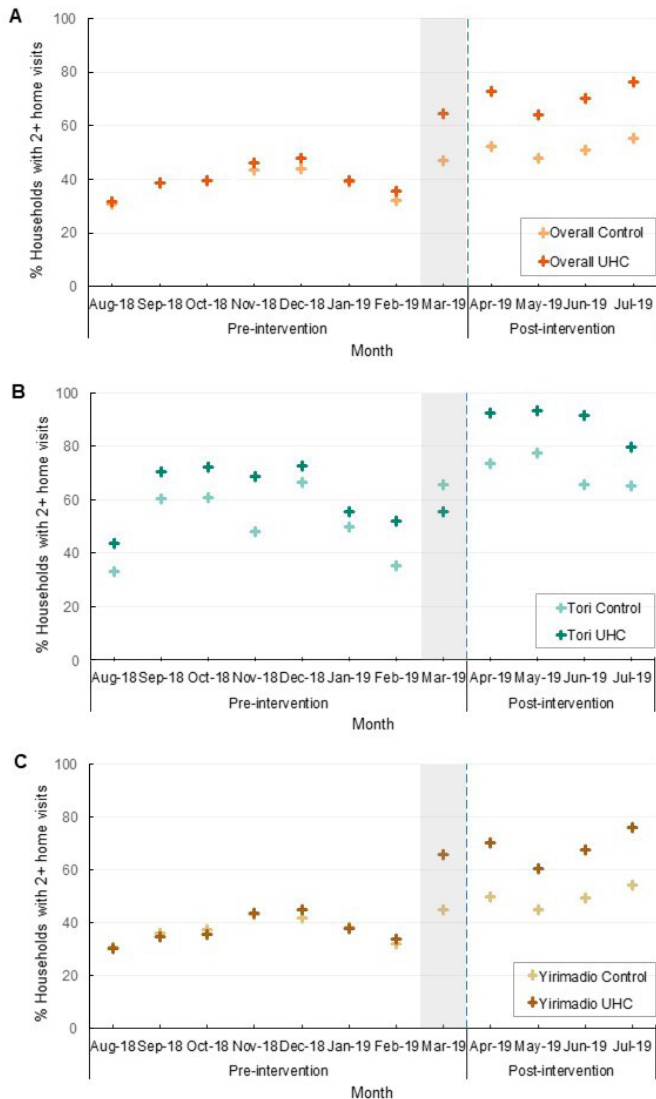 A
% Households with 2+ home visits
100
80
60
40
20
0
Overall Control
Overall UHC
Aug-18 Sep-18 Oct-18 Nov-18 Dec-18 Jan-19 Feb-19 Mar-19 Apr-19 May-19 Jun-19 Jul-19
Pre-intervention Post-intervention
Month
B
% Households with 2+ home visits
100
80
60
40
20
0
Tori Control
Tori UHC
Aug-18 Sep-18 Oct-18 Nov-18 Dec-18 Jan-19 Feb-19 Mar-19 Apr-19 May-19 Jun-19 Jul-19
Pre-intervention Post-intervention
Month
C
% Households with 2+ home visits
100
80
60
40
20
0
Yirimadio Control
Yirimadio UHC
Aug-18 Sep-18 Oct-18 Nov-18 Dec-18 Jan-19 Feb-19 Mar-19 Apr-19 May-19 Jun-19 Jul-19
Pre-intervention Post-intervention
Month